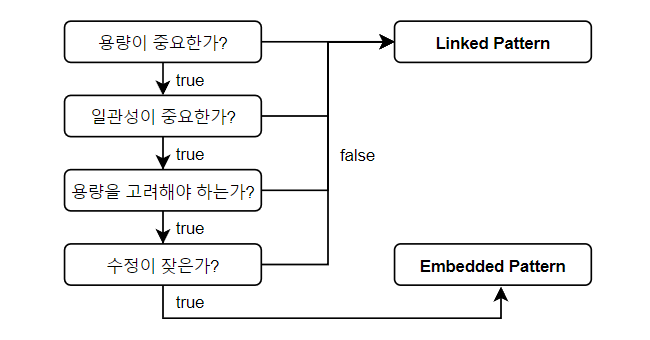 용량이 중요한가?
Linked Pattern
true
일관성이 중요한가?
true
false
용량을 고려해야 하는가?
true
수정이 잦은가?
Embedded Pattern
true